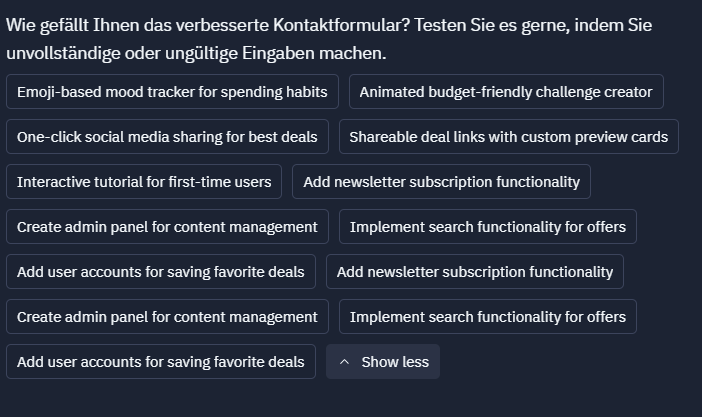 Wie gefällt Ihnen das verbesserte Kontaktformular? Testen Sie es gerne, indem Sie
unvollständige oder ungültige Eingaben machen.
Emoji-based mood tracker for spending habits
Animated budget-friendly challenge creator
One-click social media sharing for best deals
Shareable deal links with custom preview cards
Interactive tutorial for first-time users
Add newsletter subscription functionality
Create admin panel for content management
Implement search functionality for offers
Add user accounts for saving favorite deals
Add newsletter subscription functionality
Create admin panel for content management
Implement search functionality for offers
Add user accounts for saving favorite deals
Show less